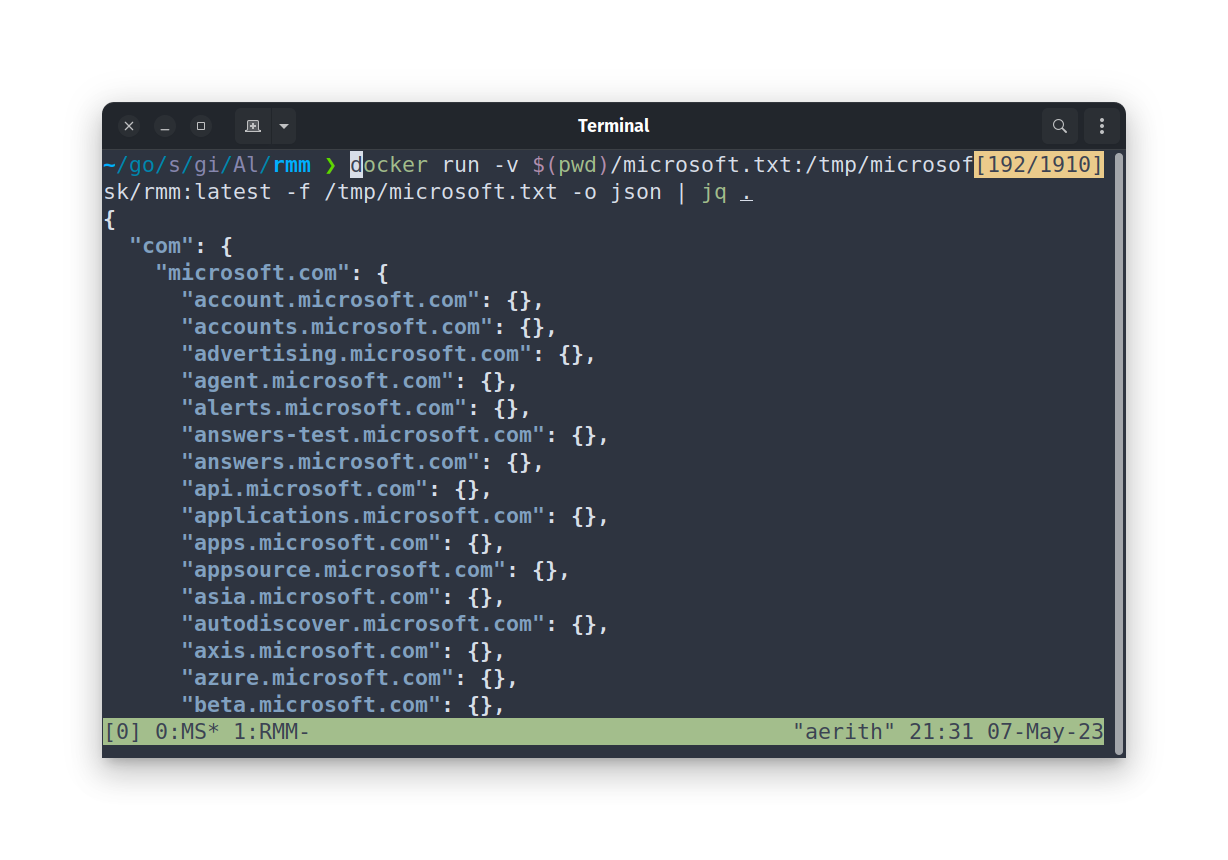 Terminal
~/go/s/gi/Al/rmm ❯ docker run -v $(pwd)/microsoft.txt:/tmp/microsof[192/1910]
sk/rmm:latest -f /tmp/microsoft.txt -o json | jq .
{
  "com": {
    "microsoft.com": {
      "account.microsoft.com": {},
      "accounts.microsoft.com": {},
      "advertising.microsoft.com": {},
      "agent.microsoft.com": {},
      "alerts.microsoft.com": {},
      "answers-test.microsoft.com": {},
      "answers.microsoft.com": {},
      "api.microsoft.com": {},
      "applications.microsoft.com": {},
      "apps.microsoft.com": {},
      "appsource.microsoft.com": {},
      "asia.microsoft.com": {},
      "autodiscover.microsoft.com": {},
      "axis.microsoft.com": {},
      "azure.microsoft.com": {},
      "beta.microsoft.com": {},
[0] 0:MS* 1:RMM- "aerith" 21:31 07-May-23